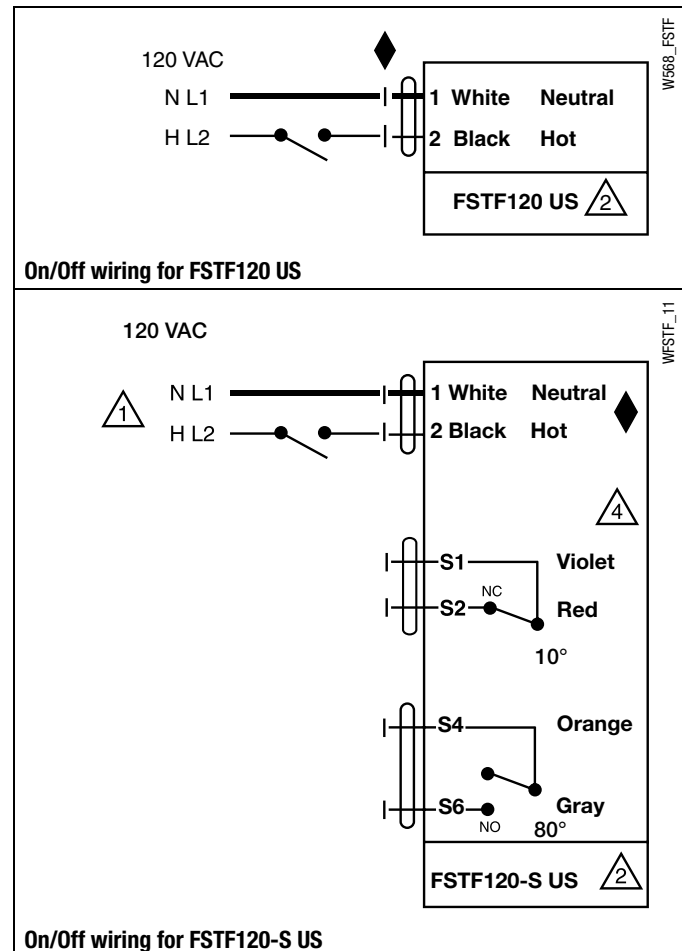 W568_FSTF
120 VAC
N L1
1 White Neutral
H L2
2 Black Hot
FSTF120 US 2
On/Off wiring for FSTF120 US
WFSTF_11
120 VAC
1
N L1
1 White Neutral
H L2
2 Black Hot
4
S1 Violet
NC
S2 Red
10°
S4 Orange
S6 Gray
NO
80°
FSTF120-S US 2
On/Off wiring for FSTF120-S US